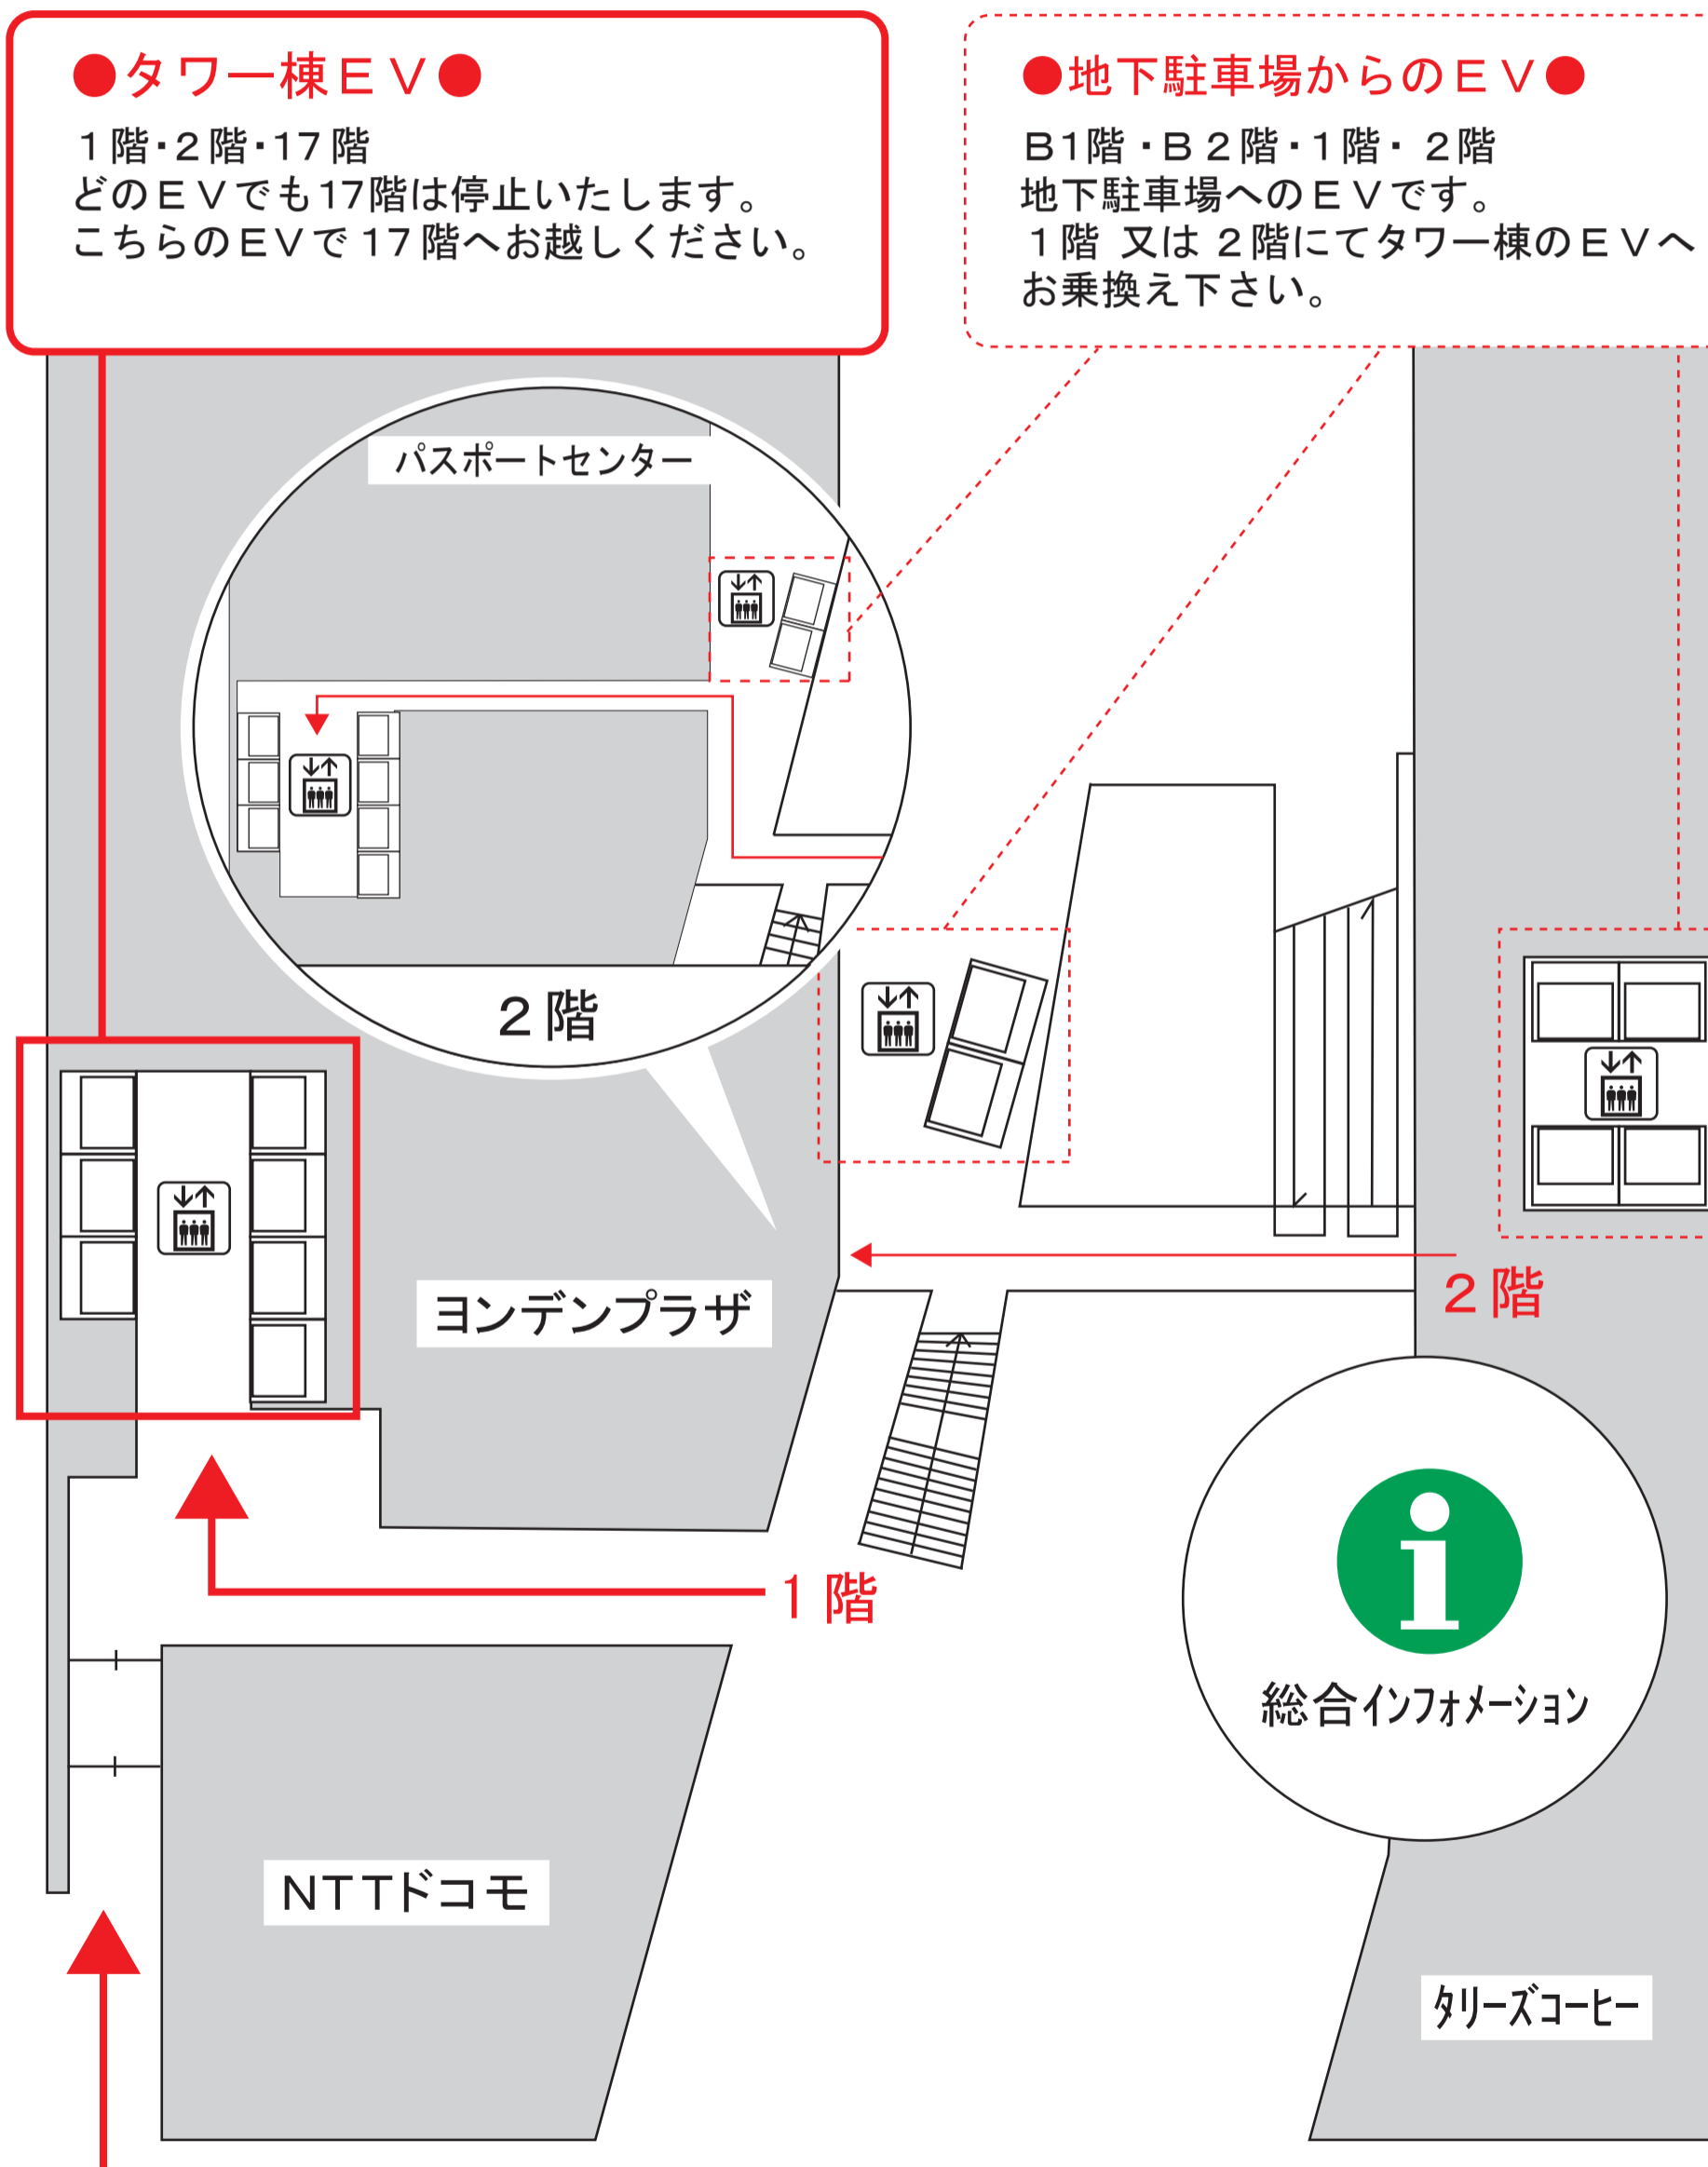 ●タワー棟EV●
1階・2階・17階
どのEVでも17階は停止いたします。
こちらのEVで17階へお越しください。
●地下駐車場からのEV●
B1階・B2階・1階・2階
地下駐車場へのEVです。
1階 又は 2階にてタワー棟のEVへ
お乗換え下さい。
パスポートセンター
2階
ヨンデンプラザ
2階
1階
i
総合インフォメーション
NTTドコモ
タリーズコーヒー